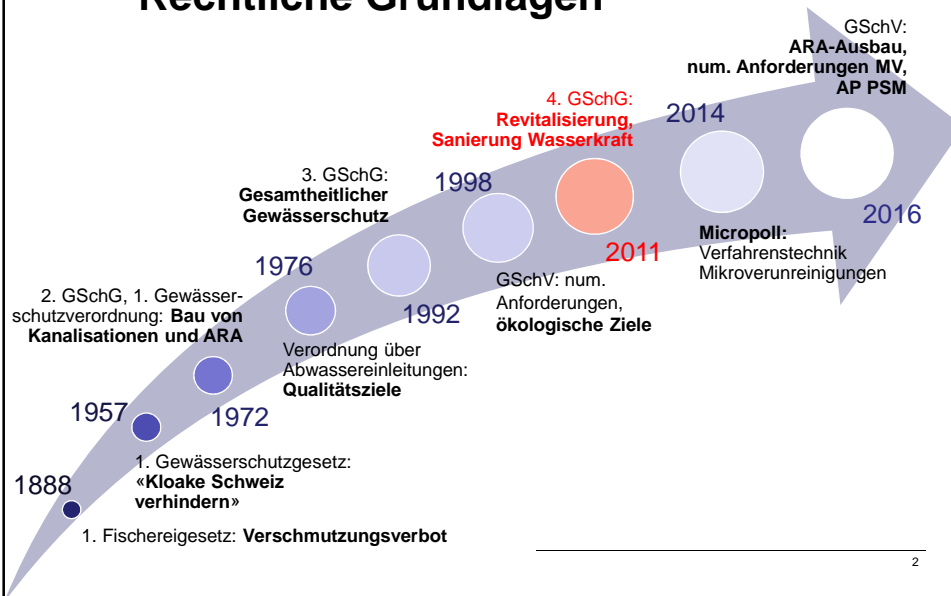 Rechtliche Grundlagen
GSchV:
ARA-Ausbau,
num. Anforderungen MV,
AP PSM
2016
4. GSchG:
Revitalisierung,
Sanierung Wasserkraft
2011
2014
Micropoll:
Verfahrenstechnik
Mikroverunreinigungen
3. GSchG:
Gesamtheitlicher
Gewässerschutz
1992
1998
GSchV: num.
Anforderungen,
ökologische Ziele
1976
Verordnung über
Abwassereinleitungen:
Qualitätsziele
2. GSchG, 1. Gewässer-
schutzverordnung: Bau von
Kanalisationen und ARA
1972
1957
1. Gewässerschutzgesetz:
«Kloake Schweiz
verhindern»
1888
1. Fischereigesetz: Verschmutzungsverbot
2